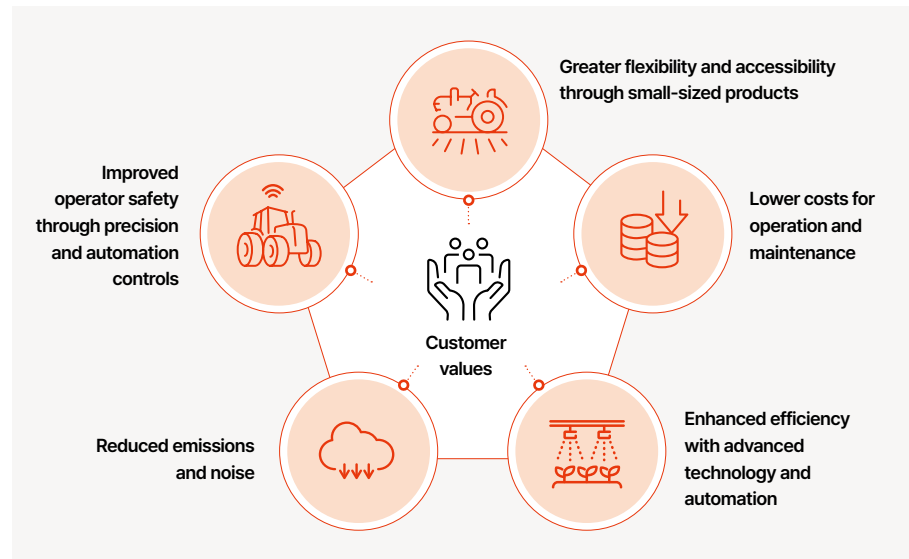 Greater flexibility and accessibility
through small-sized products
Improved
operator safety
through precision
and automation
controls
Lower costs for
operation and
maintenance
Customer
values
Reduced emissions
and noise
Enhanced efficiency
with advanced
technology and
automation